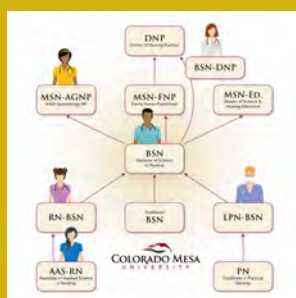 DNP
Doctor of Nursing Practice
BSN-DNP
MSN-AGNP
Adult Gerontology NP
MSN-FNP
Family Nurse Practitioner
MSN-ED.
Master of Science in
Nursing Education
BSN
Bachelor of Science
in Nursing
RN-BSN
Traditional
BSN
LPN-BSN
AAS-RN
Associate of Applied Science
in Nursing
COLORADO MESA
UNIVERSITY
PN
Certificate in Practical
Nursing